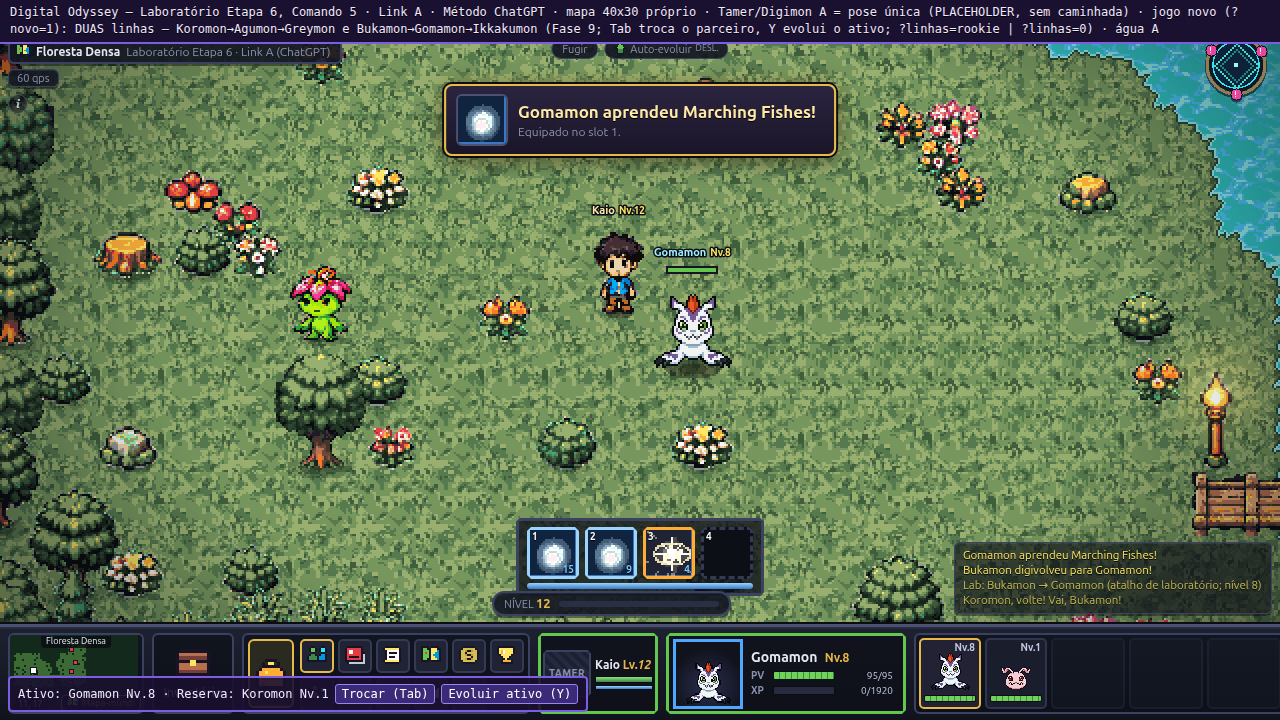 Digital Odyssey — Laboratório Etapa 6, Comando 5 · Link A · Método ChatGPT · mapa 40x30 próprio · Tamer/Digimon A = pose única (PLACEHOLDER, sem caminhada) · jogo novo (?
novo=1): DUAS linhas — Koromon→Agumon→Greymon e Bukamon→Gomamon→Ikkakumon (Fase 9; Tab troca o parceiro, Y evolui o ativo; ?linhas=rookie | ?linhas=0) · água A
Floresta Densa Laboratório Etapa 6 · Link A (ChatGPT)
Fugir
Auto-evoluir DESL.
60 qps
i
Gomamon aprendeu Marching Fishes!
Equipado no slot 1.
Kaio Nv.12
Gomamon Nv.8
1 15
2 9
3 4
4
NÍVEL 12
Gomamon aprendeu Marching Fishes!
Bukamon digivolveu para Gomamon!
Lab: Bukamon → Gomamon (atalho de laboratório; nível 8)
Koromon, volte! Vai, Bukamon!
Floresta Densa
TAMER
Kaio Lv.12
Gomamon Nv.8
PV 95/95
XP 0/1920
Nv.8
Nv.1
Ativo: Gomamon Nv.8 · Reserva: Koromon Nv.1 Trocar (Tab) Evoluir ativo (Y)